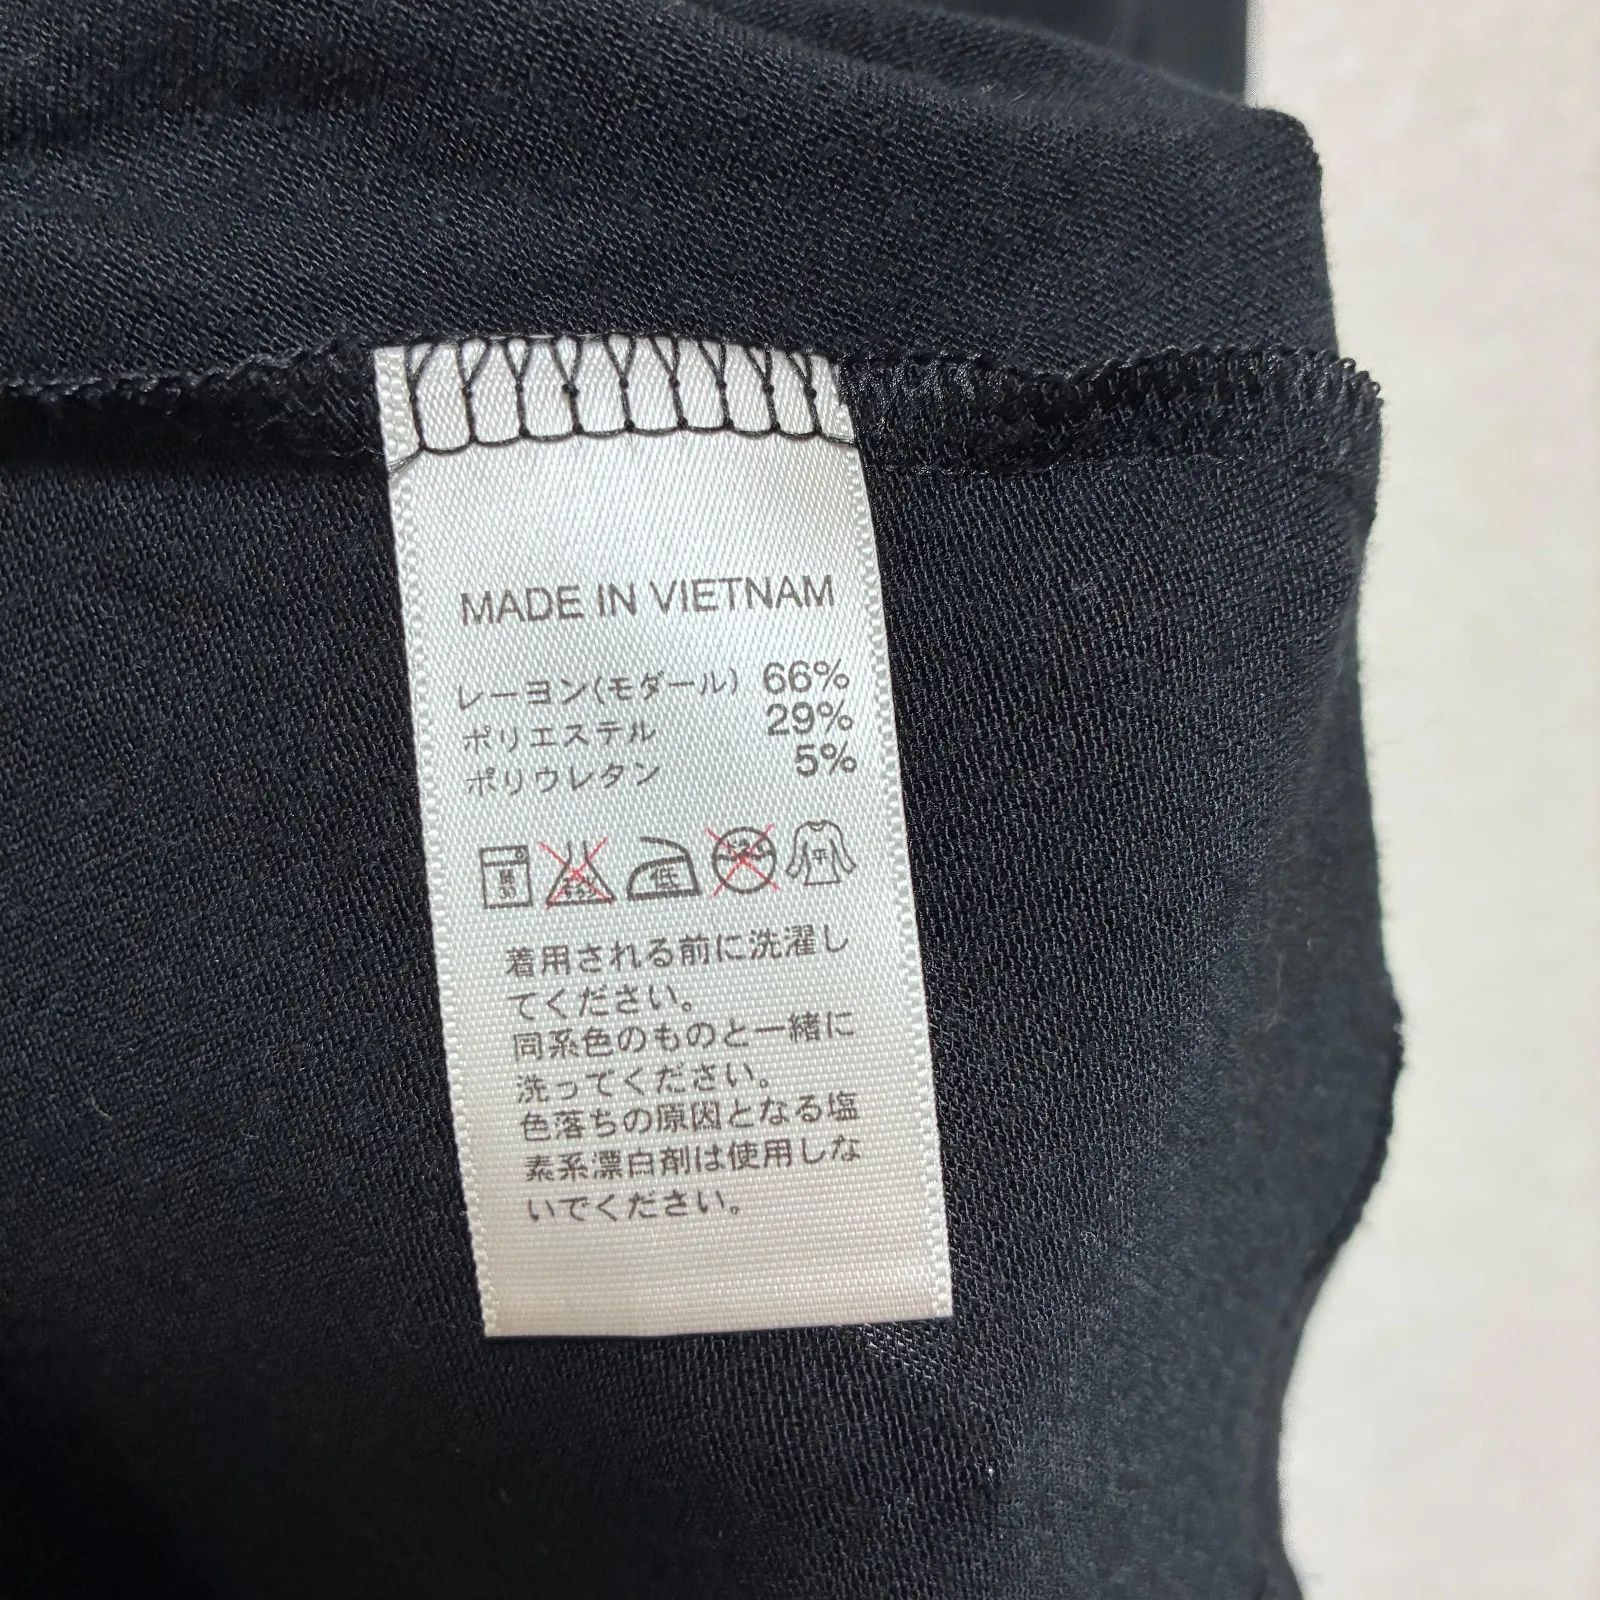 MADE IN VIETNAM
レーヨン(モダール) 66%
ポリエステル 29%
ポリウレタン 5%
低 平
着用される前に洗濯し
てください。
同系色のものと一緒に
洗ってください。
色落ちの原因となる塩
素系漂白剤は使用しな
いでください。